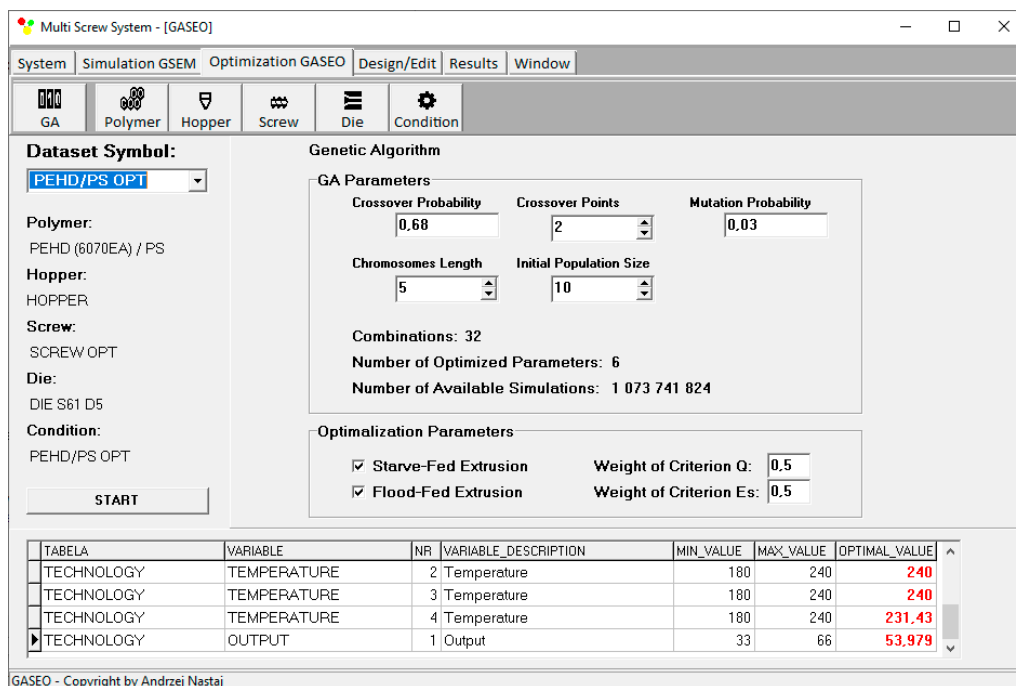 Multi Screw System - [GASEO]
System Simulation GSEM Optimization GASEO Design/Edit Results Window
GA Polymer Hopper Screw Die Condition
Dataset Symbol:
PEHD/PS OPT
Polymer:
PEHD (6070EA) / PS
Hopper:
HOPPER
Screw:
SCREW OPT
Die:
DIE S61 D5
Condition:
PEHD/PS OPT
START
Genetic Algorithm
GA Parameters
Crossover Probability Crossover Points Mutation Probability
0,68 2 0,03
Chromosomes Length Initial Population Size
5 10
Combinations: 32
Number of Optimized Parameters: 6
Number of Available Simulations: 1 073 741 824
Optimalization Parameters
Starve-Fed Extrusion Weight of Criterion Q: 0,5
Flood-Fed Extrusion Weight of Criterion Es: 0,5
TABELA VARIABLE NR VARIABLE_DESCRIPTION MIN_VALUE MAX_VALUE OPTIMAL_VALUE
TECHNOLOGY TEMPERATURE 2 Temperature 180 240 240
TECHNOLOGY TEMPERATURE 3 Temperature 180 240 240
TECHNOLOGY TEMPERATURE 4 Temperature 180 240 231,43
TECHNOLOGY OUTPUT 1 Output 33 66 53,979
GASEO - Copyright by Andrzej Nastaj